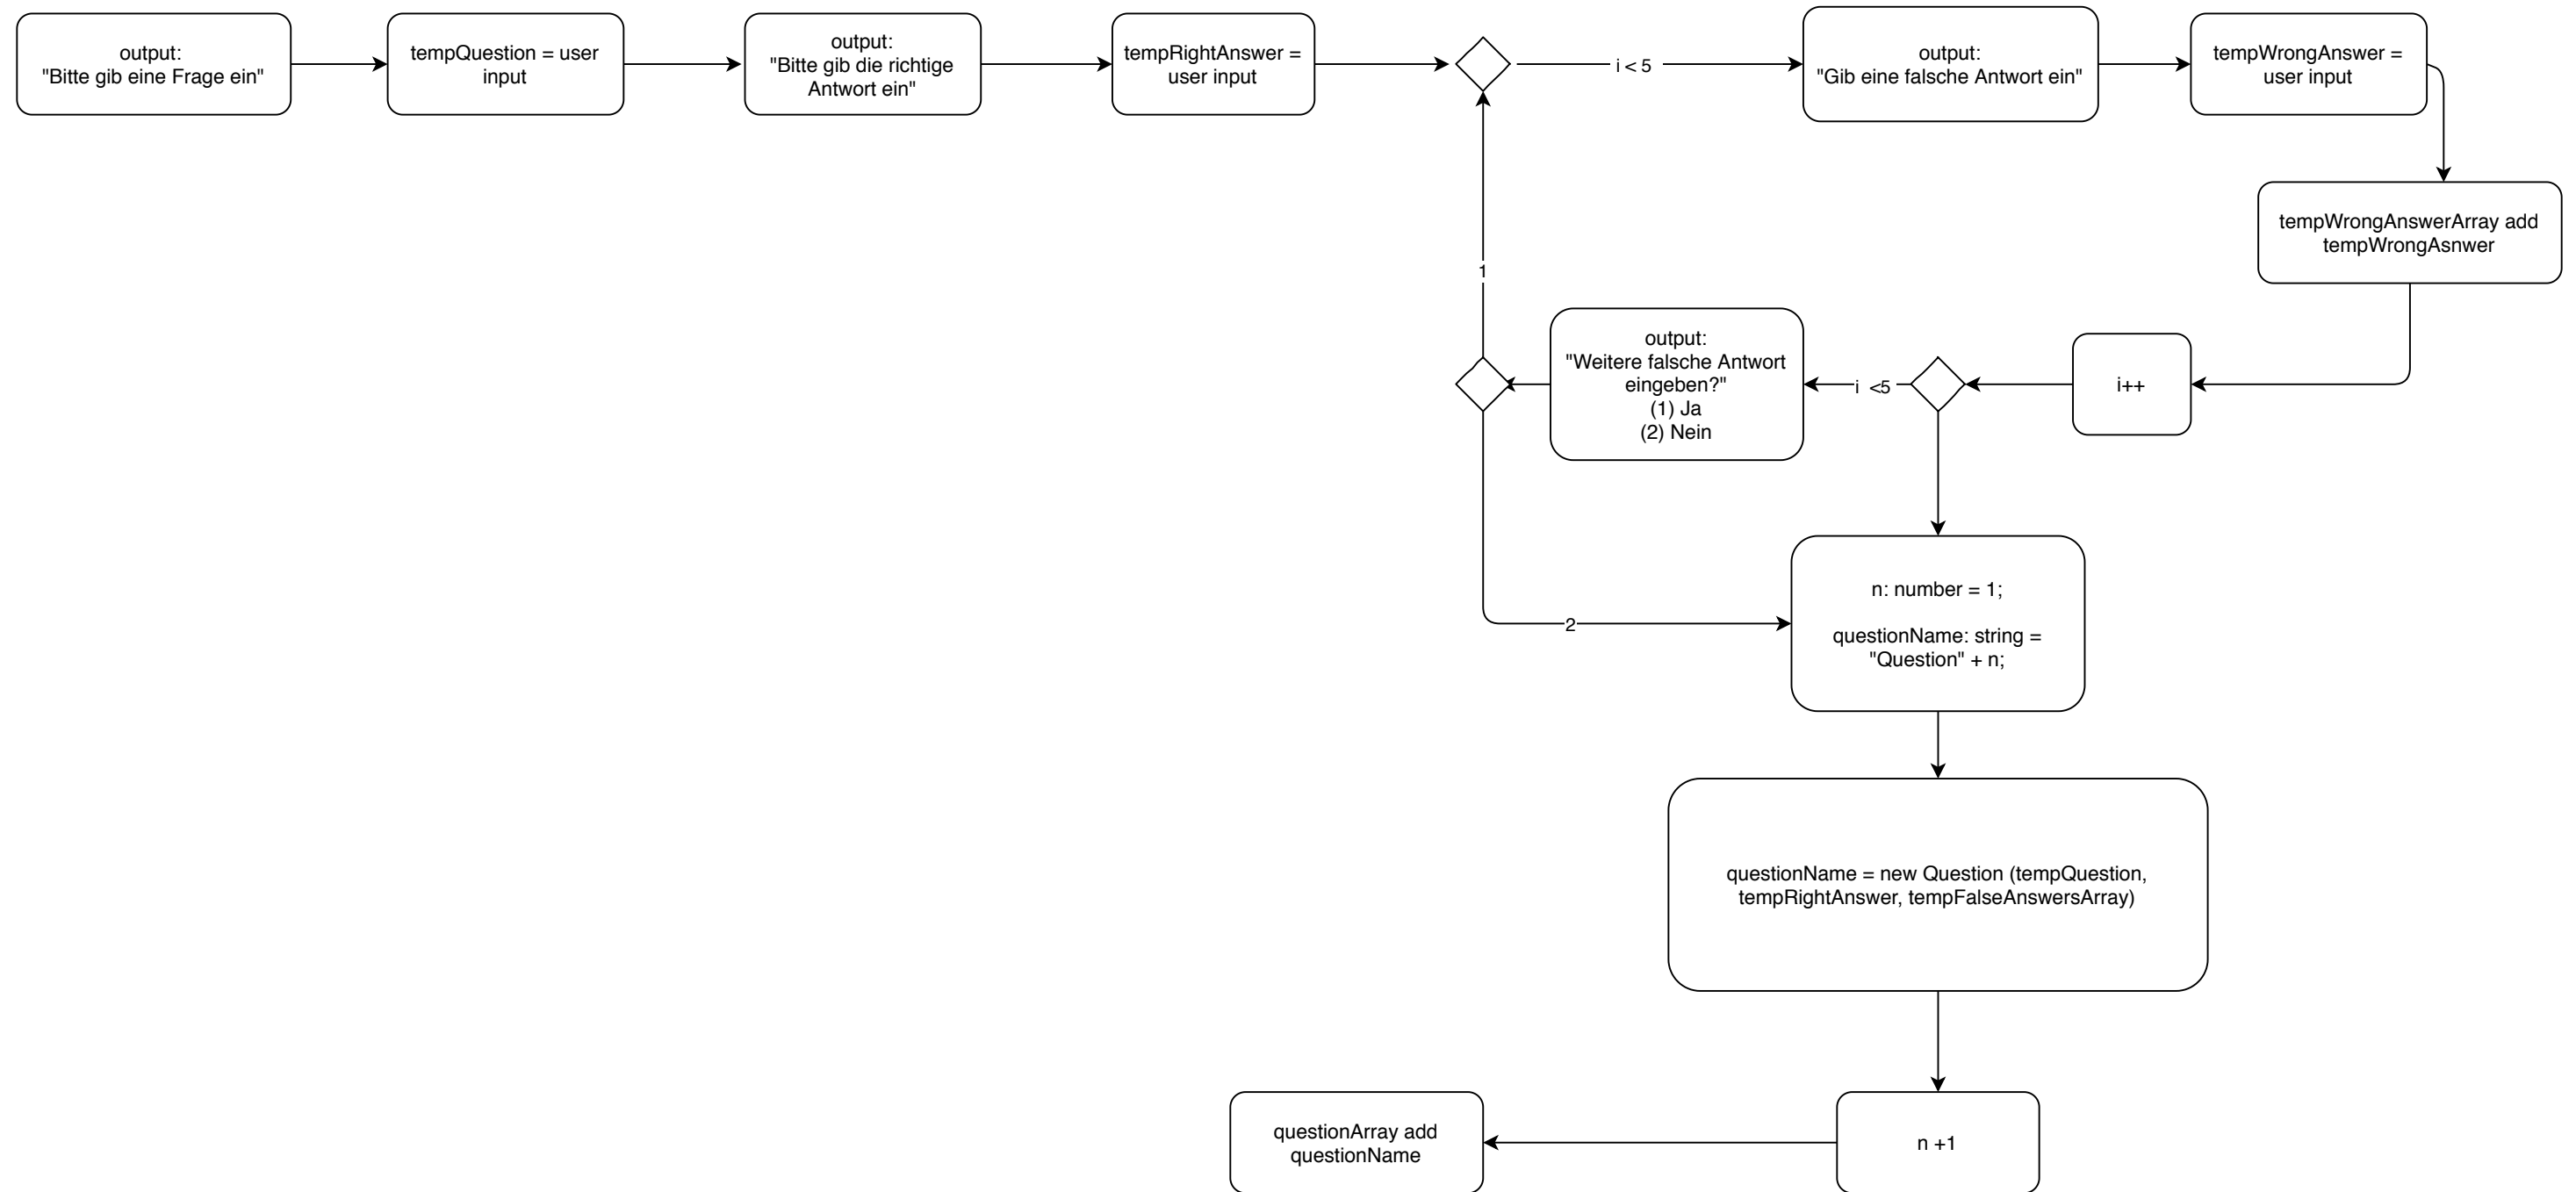 output:
"Bitte gib eine Frage ein"
tempQuestion = user
input
output:
"Bitte gib die richtige
Antwort ein"
tempRightAnswer =
user input
i < 5
output:
"Gib eine falsche Antwort ein"
tempWrongAnswer =
user input
tempWrongAnswerArray add
tempWrongAsnwer
i++
i <5
output:
"Weitere falsche Antwort
eingeben?"
(1) Ja
(2) Nein
1
2
n: number = 1;
questionName: string =
"Question" + n;
questionName = new Question (tempQuestion,
tempRightAnswer, tempFalseAnswersArray)
n +1
questionArray add
questionName